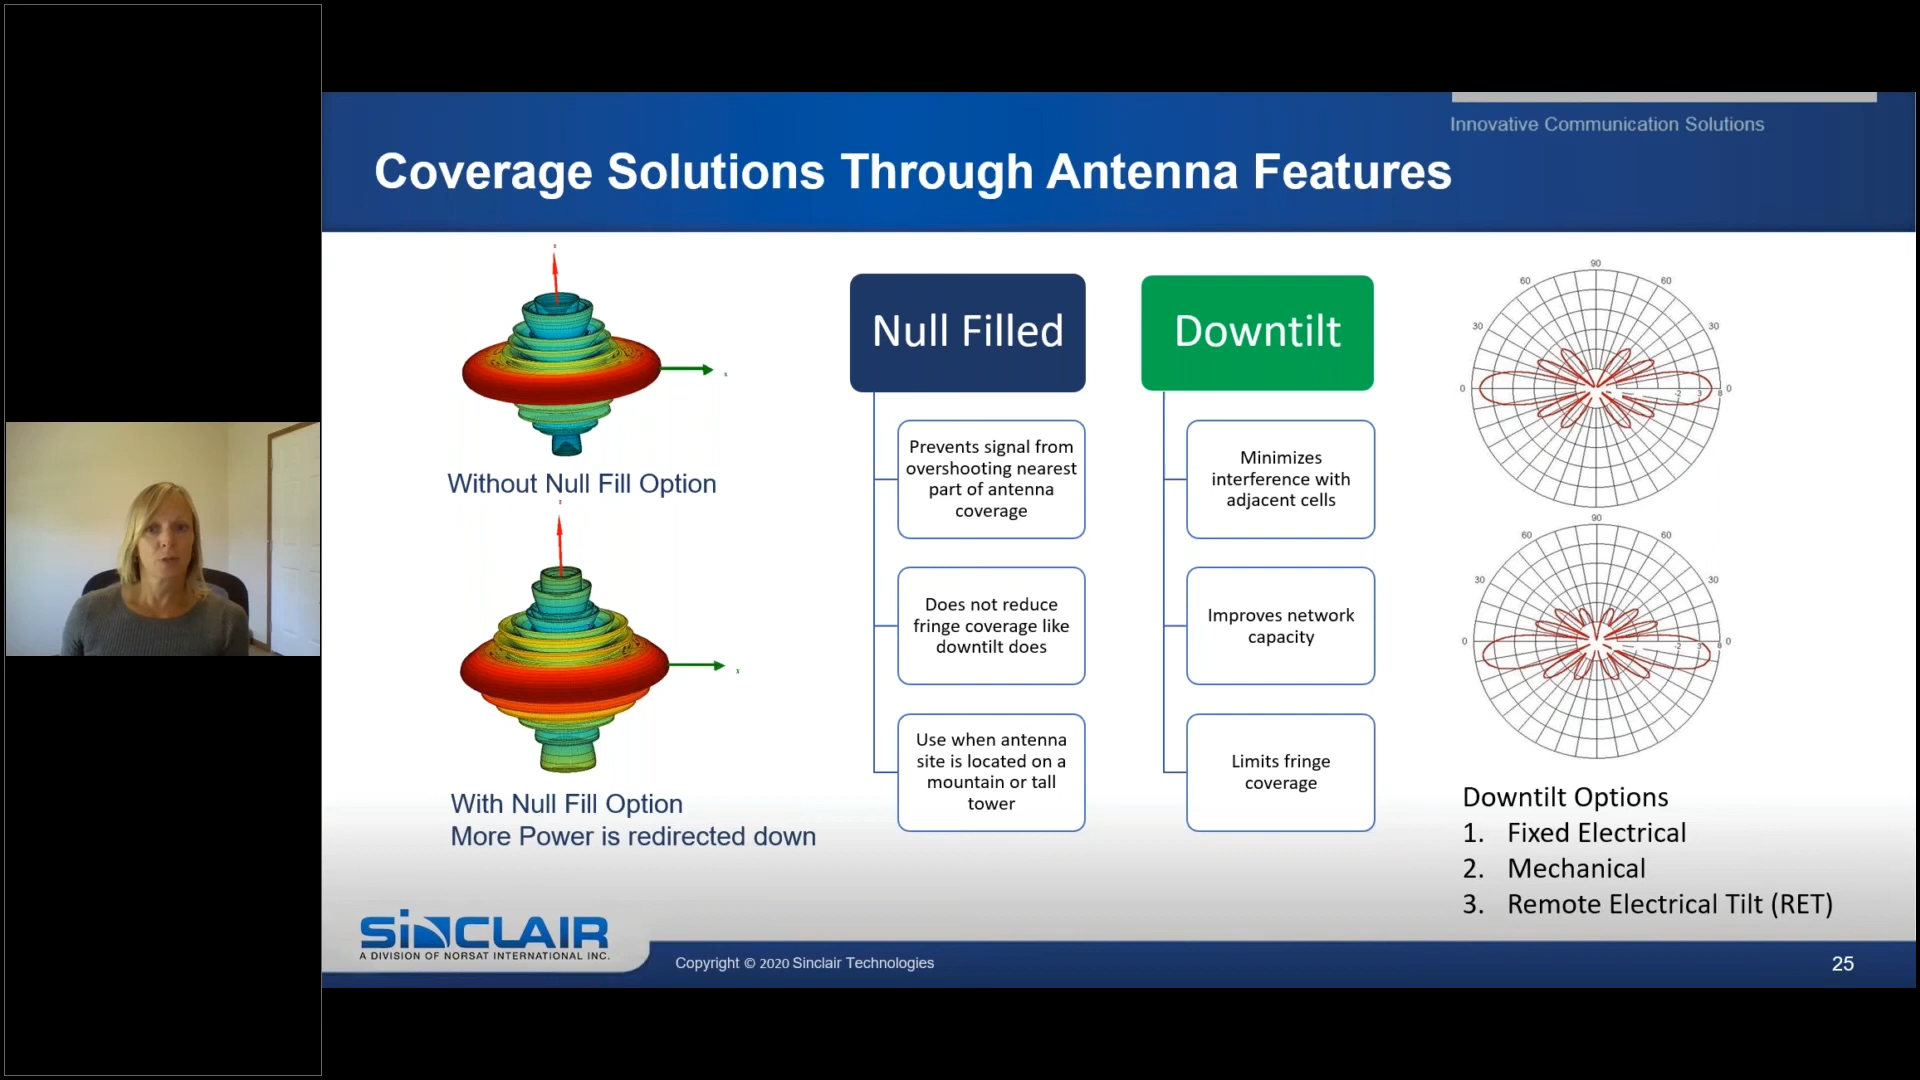 Innovative Communication Solutions
Coverage Solutions Through Antenna Features
Without Null Fill Option
With Null Fill Option
More Power is redirected down
Null Filled
Prevents signal from
overshooting nearest
part of antenna
coverage
Does not reduce
fringe coverage like
downtilt does
Use when antenna
site is located on a
mountain or tall
tower
Downtilt
Minimizes
interference with
adjacent cells
Improves network
capacity
Limits fringe
coverage
90
60 60
30 30
0 0
90
60 60
30 30
0 0
Downtilt Options
1. Fixed Electrical
2. Mechanical
3. Remote Electrical Tilt (RET)
SINCLAIR
A DIVISION OF NORSAT INTERNATIONAL INC.
Copyright © 2020 Sinclair Technologies
25